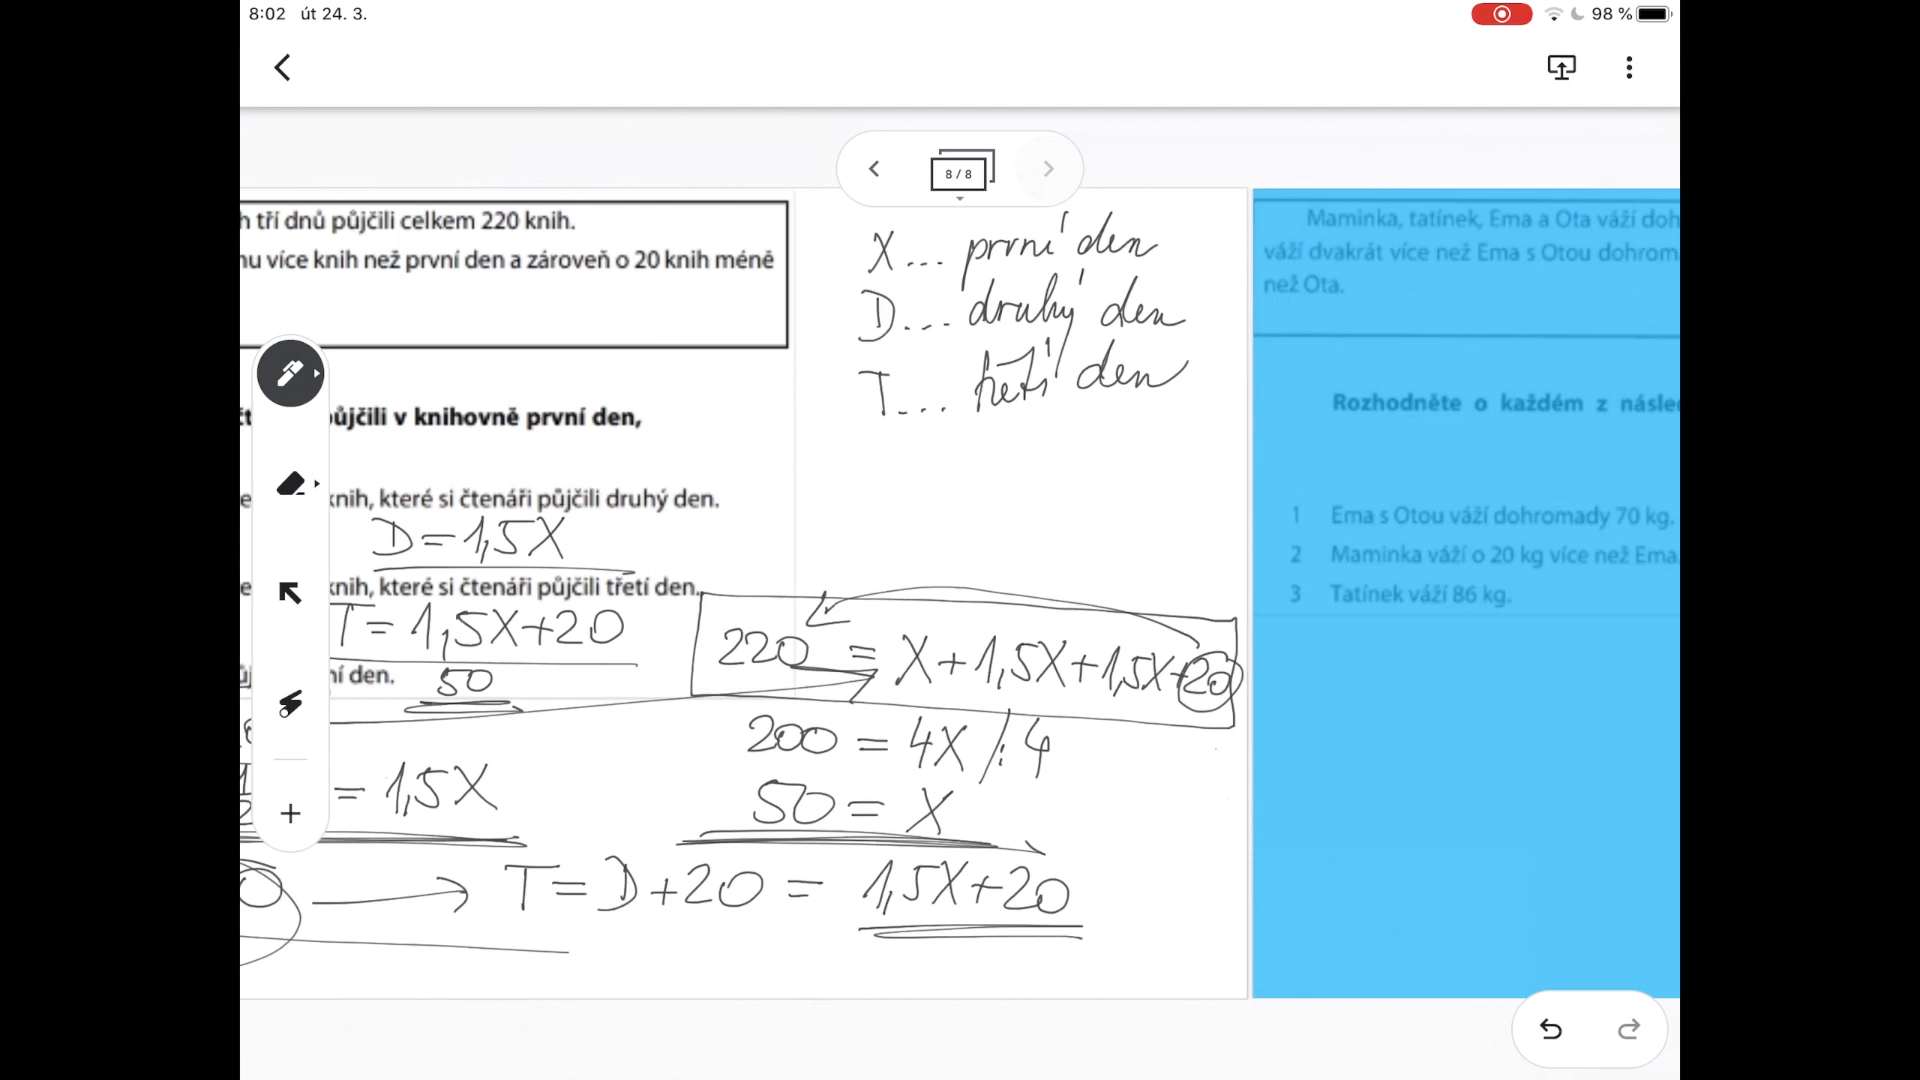 8:02 út 24. 3.
98 %
8 / 8
h tří dnů půjčili celkem 220 knih.
nu více knih než první den a zároveň o 20 knih méně
X ... první den
D ... druhý den
T ... třetí den
půjčili v knihovně první den,
knih, které si čtenáři půjčili druhý den.
D = 1,5X
knih, které si čtenáři půjčili třetí den.
T = 1,5X+20
ní den.
50
220 = X+1,5X+1,5X+20
200 = 4X /:4
50 = X
= 1,5X
T = D+20 = 1,5X+20
Maminka, tatínek, Ema a Ota váží doh
váží dvakrát více než Ema s Otou dohrom
než Ota.
Rozhodněte o každém z násle
1 Ema s Otou váží dohromady 70 kg.
2 Maminka váží o 20 kg více než Ema.
3 Tatínek váží 86 kg.